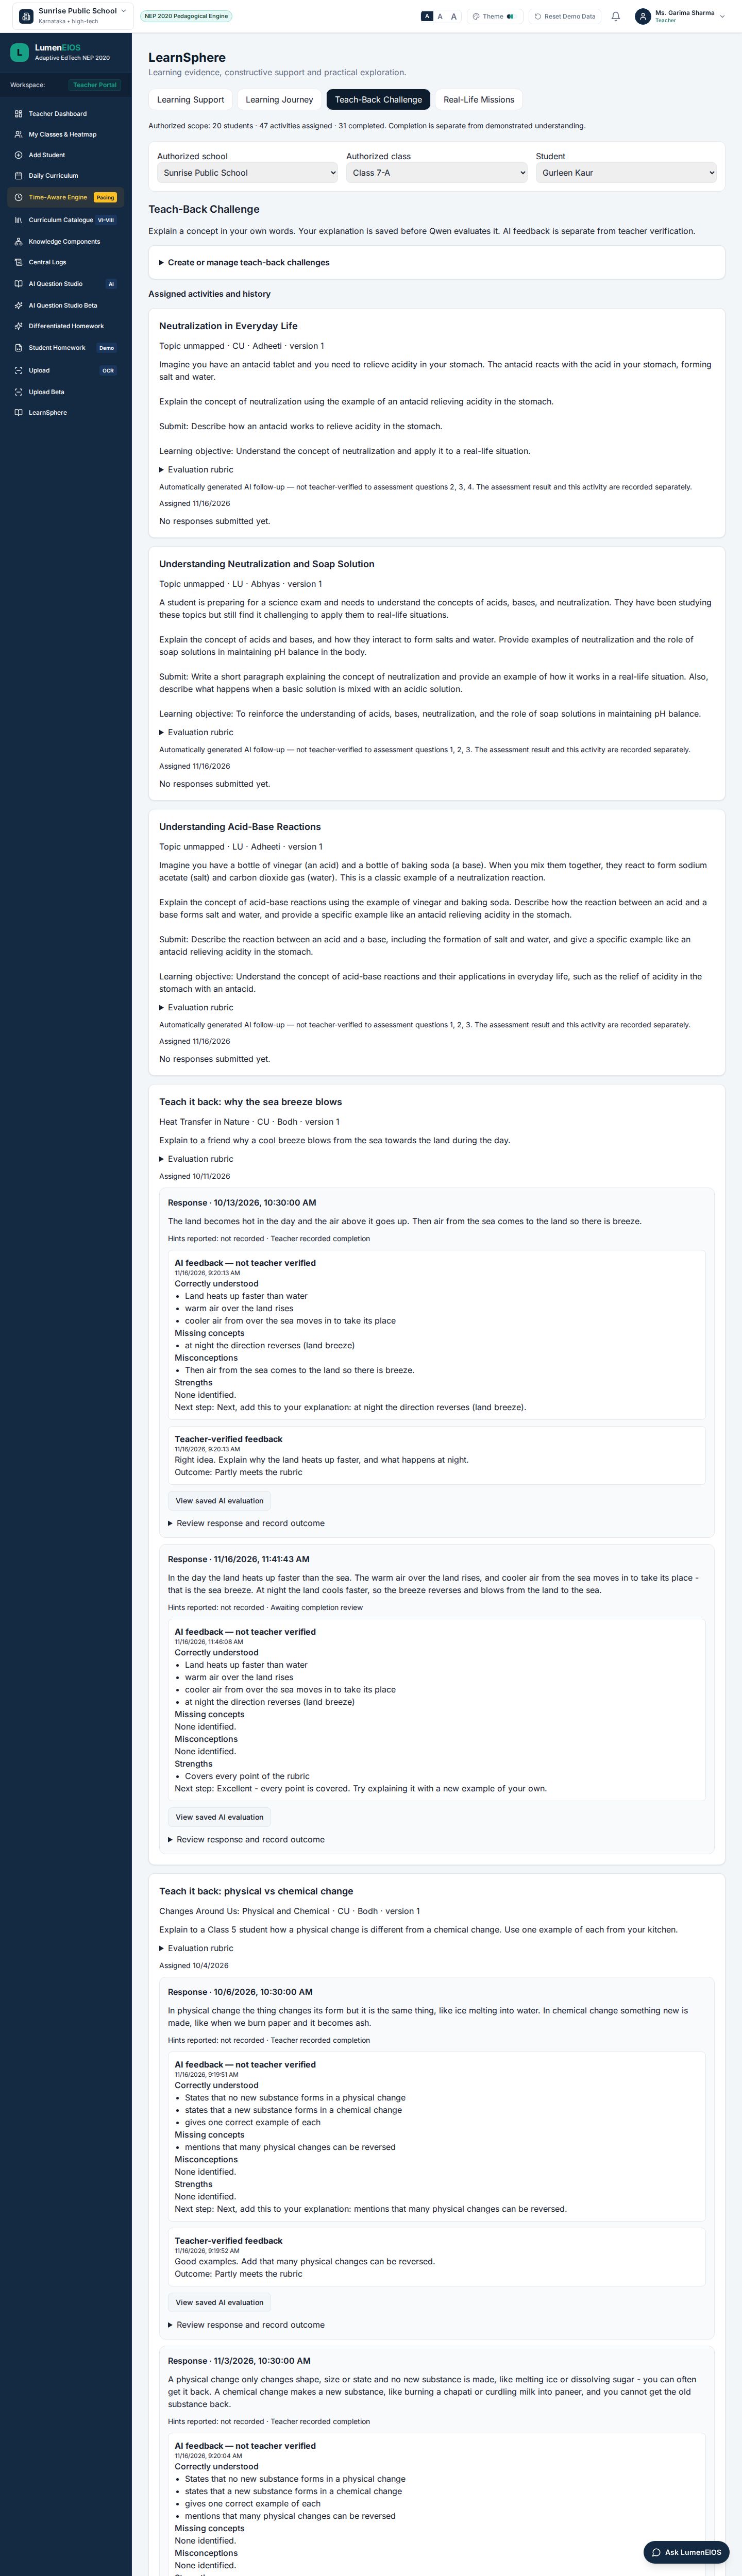 Sunrise Public School
Karnataka • high-tech
NEP 2020 Pedagogical Engine
A A A
Theme
Reset Demo Data
Ms. Garima Sharma
Teacher
L
LumenEIOS
Adaptive EdTech NEP 2020
Workspace:
Teacher Portal
Teacher Dashboard
My Classes & Heatmap
Add Student
Daily Curriculum
Time-Aware Engine Pacing
Curriculum Catalogue VI-VIII
Knowledge Components
Central Logs
AI Question Studio AI
AI Question Studio Beta
Differentiated Homework
Student Homework Demo
Upload OCR
Upload Beta
LearnSphere
LearnSphere
Learning evidence, constructive support and practical exploration.
Learning Support
Learning Journey
Teach-Back Challenge
Real-Life Missions
Authorized scope: 20 students · 47 activities assigned · 31 completed. Completion is separate from demonstrated understanding.
Authorized school
Sunrise Public School
Authorized class
Class 7-A
Student
Gurleen Kaur
Teach-Back Challenge
Explain a concept in your own words. Your explanation is saved before Qwen evaluates it. AI feedback is separate from teacher verification.
Create or manage teach-back challenges
Assigned activities and history
Neutralization in Everyday Life
Topic unmapped · CU · Adheeti · version 1
Imagine you have an antacid tablet and you need to relieve acidity in your stomach. The antacid reacts with the acid in your stomach, forming
salt and water.
Explain the concept of neutralization using the example of an antacid relieving acidity in the stomach.
Submit: Describe how an antacid works to relieve acidity in the stomach.
Learning objective: Understand the concept of neutralization and apply it to a real-life situation.
Evaluation rubric
Automatically generated AI follow-up — not teacher-verified to assessment questions 2, 3, 4. The assessment result and this activity are recorded separately.
Assigned 11/16/2026
No responses submitted yet.
Understanding Neutralization and Soap Solution
Topic unmapped · LU · Abhyas · version 1
A student is preparing for a science exam and needs to understand the concepts of acids, bases, and neutralization. They have been studying
these topics but still find it challenging to apply them to real-life situations.
Explain the concept of acids and bases, and how they interact to form salts and water. Provide examples of neutralization and the role of
soap solutions in maintaining pH balance in the body.
Submit: Write a short paragraph explaining the concept of neutralization and provide an example of how it works in a real-life situation. Also,
describe what happens when a basic solution is mixed with an acidic solution.
Learning objective: To reinforce the understanding of acids, bases, neutralization, and the role of soap solutions in maintaining pH balance.
Evaluation rubric
Automatically generated AI follow-up — not teacher-verified to assessment questions 1, 2, 3. The assessment result and this activity are recorded separately.
Assigned 11/16/2026
No responses submitted yet.
Understanding Acid-Base Reactions
Topic unmapped · LU · Adheeti · version 1
Imagine you have a bottle of vinegar (an acid) and a bottle of baking soda (a base). When you mix them together, they react to form sodium
acetate (salt) and carbon dioxide gas (water). This is a classic example of a neutralization reaction.
Explain the concept of acid-base reactions using the example of vinegar and baking soda. Describe how the reaction between an acid and a
base forms salt and water, and provide a specific example like an antacid relieving acidity in the stomach.
Submit: Describe the reaction between an acid and a base, including the formation of salt and water, and give a specific example like an
antacid relieving acidity in the stomach.
Learning objective: Understand the concept of acid-base reactions and their applications in everyday life, such as the relief of acidity in the
stomach with an antacid.
Evaluation rubric
Automatically generated AI follow-up — not teacher-verified to assessment questions 1, 2, 3. The assessment result and this activity are recorded separately.
Assigned 11/16/2026
No responses submitted yet.
Teach it back: why the sea breeze blows
Heat Transfer in Nature · CU · Bodh · version 1
Explain to a friend why a cool breeze blows from the sea towards the land during the day.
Evaluation rubric
Assigned 10/11/2026
Response · 10/13/2026, 10:30:00 AM
The land becomes hot in the day and the air above it goes up. Then air from the sea comes to the land so there is breeze.
Hints reported: not recorded · Teacher recorded completion
AI feedback — not teacher verified
11/16/2026, 9:20:13 AM
Correctly understood
• Land heats up faster than water
• warm air over the land rises
• cooler air from over the sea moves in to take its place
Missing concepts
• at night the direction reverses (land breeze)
Misconceptions
• Then air from the sea comes to the land so there is breeze.
Strengths
None identified.
Next step: Next, add this to your explanation: at night the direction reverses (land breeze).
Teacher-verified feedback
11/16/2026, 9:20:13 AM
Right idea. Explain why the land heats up faster, and what happens at night.
Outcome: Partly meets the rubric
View saved AI evaluation
Review response and record outcome
Response · 11/16/2026, 11:41:43 AM
In the day the land heats up faster than the sea. The warm air over the land rises, and cooler air from the sea moves in to take its place -
that is the sea breeze. At night the land cools faster, so the breeze reverses and blows from the land to the sea.
Hints reported: not recorded · Awaiting completion review
AI feedback — not teacher verified
11/16/2026, 11:46:08 AM
Correctly understood
• Land heats up faster than water
• warm air over the land rises
• cooler air from over the sea moves in to take its place
• at night the direction reverses (land breeze)
Missing concepts
None identified.
Misconceptions
None identified.
Strengths
• Covers every point of the rubric
Next step: Excellent - every point is covered. Try explaining it with a new example of your own.
View saved AI evaluation
Review response and record outcome
Teach it back: physical vs chemical change
Changes Around Us: Physical and Chemical · CU · Bodh · version 1
Explain to a Class 5 student how a physical change is different from a chemical change. Use one example of each from your kitchen.
Evaluation rubric
Assigned 10/4/2026
Response · 10/6/2026, 10:30:00 AM
In physical change the thing changes its form but it is the same thing, like ice melting into water. In chemical change something new is
made, like when we burn paper and it becomes ash.
Hints reported: not recorded · Teacher recorded completion
AI feedback — not teacher verified
11/16/2026, 9:19:51 AM
Correctly understood
• States that no new substance forms in a physical change
• states that a new substance forms in a chemical change
• gives one correct example of each
Missing concepts
• mentions that many physical changes can be reversed
Misconceptions
None identified.
Strengths
None identified.
Next step: Next, add this to your explanation: mentions that many physical changes can be reversed.
Teacher-verified feedback
11/16/2026, 9:19:52 AM
Good examples. Add that many physical changes can be reversed.
Outcome: Partly meets the rubric
View saved AI evaluation
Review response and record outcome
Response · 11/3/2026, 10:30:00 AM
A physical change only changes shape, size or state and no new substance is made, like melting ice or dissolving sugar - you can often
get it back. A chemical change makes a new substance, like burning a chapati or curdling milk into paneer, and you cannot get the old
substance back.
Hints reported: not recorded · Teacher recorded completion
AI feedback — not teacher verified
11/16/2026, 9:20:04 AM
Correctly understood
• States that no new substance forms in a physical change
• states that a new substance forms in a chemical change
• gives one correct example of each
• mentions that many physical changes can be reversed
Missing concepts
None identified.
Misconceptions
None identified.
Ask LumenEIOS